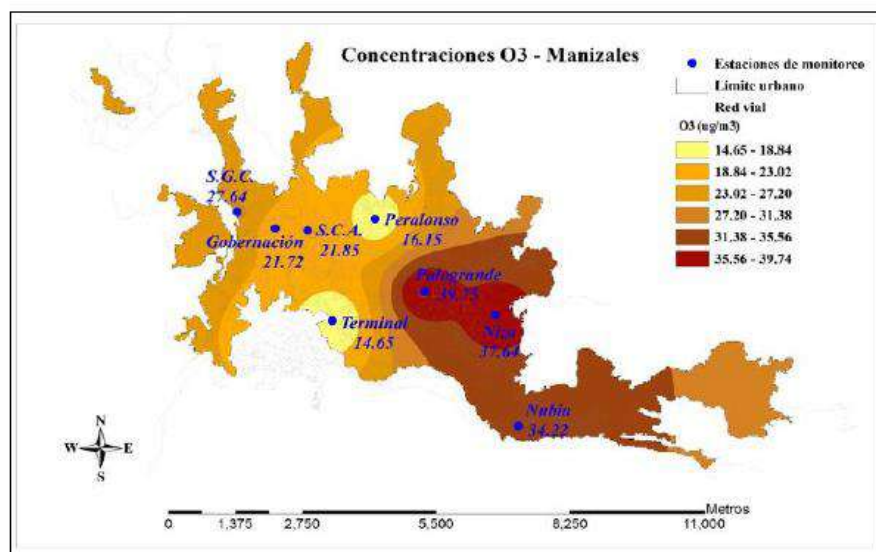 Concentraciones O3 - Manizales
Estaciones de monitoreo
Límite urbano
Red vial
O3 (ug/m3)
14.65 - 18.84
18.84 - 23.02
23.02 - 27.20
27.20 - 31.38
31.38 - 35.56
35.56 - 39.74
S.G.C.
27.64
Gobernación
21.72
S.C.A.
21.85
Peralonso
16.15
Palogrande
39.75
Terminal
14.65
Niza
37.64
Nubia
34.22
N
W E
S
Metros
0 1,375 2,750 5,500 8,250 11,000